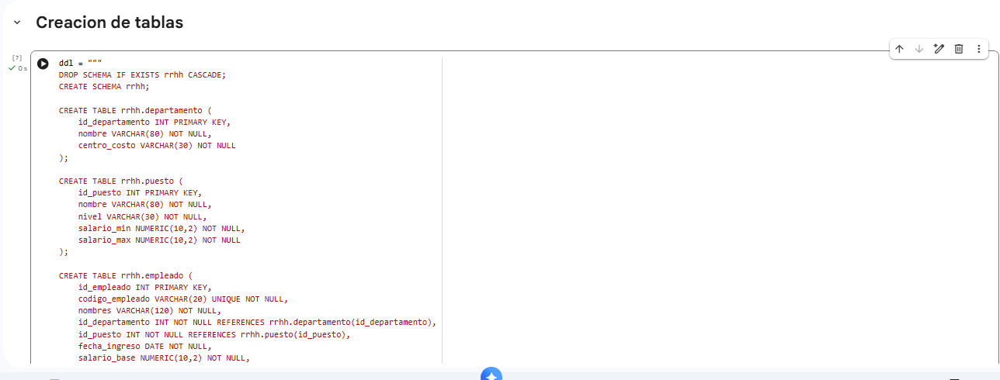 Creacion de tablas
[7]
0 s
ddl = """
DROP SCHEMA IF EXISTS rrhh CASCADE;
CREATE SCHEMA rrhh;
CREATE TABLE rrhh.departamento (
id_departamento INT PRIMARY KEY,
nombre VARCHAR(80) NOT NULL,
centro_costo VARCHAR(30) NOT NULL
);
CREATE TABLE rrhh.puesto (
id_puesto INT PRIMARY KEY,
nombre VARCHAR(80) NOT NULL,
nivel VARCHAR(30) NOT NULL,
salario_min NUMERIC(10,2) NOT NULL,
salario_max NUMERIC(10,2) NOT NULL
);
CREATE TABLE rrhh.empleado (
id_empleado INT PRIMARY KEY,
codigo_empleado VARCHAR(20) UNIQUE NOT NULL,
nombres VARCHAR(120) NOT NULL,
id_departamento INT NOT NULL REFERENCES rrhh.departamento(id_departamento),
id_puesto INT NOT NULL REFERENCES rrhh.puesto(id_puesto),
fecha_ingreso DATE NOT NULL,
salario_base NUMERIC(10,2) NOT NULL,